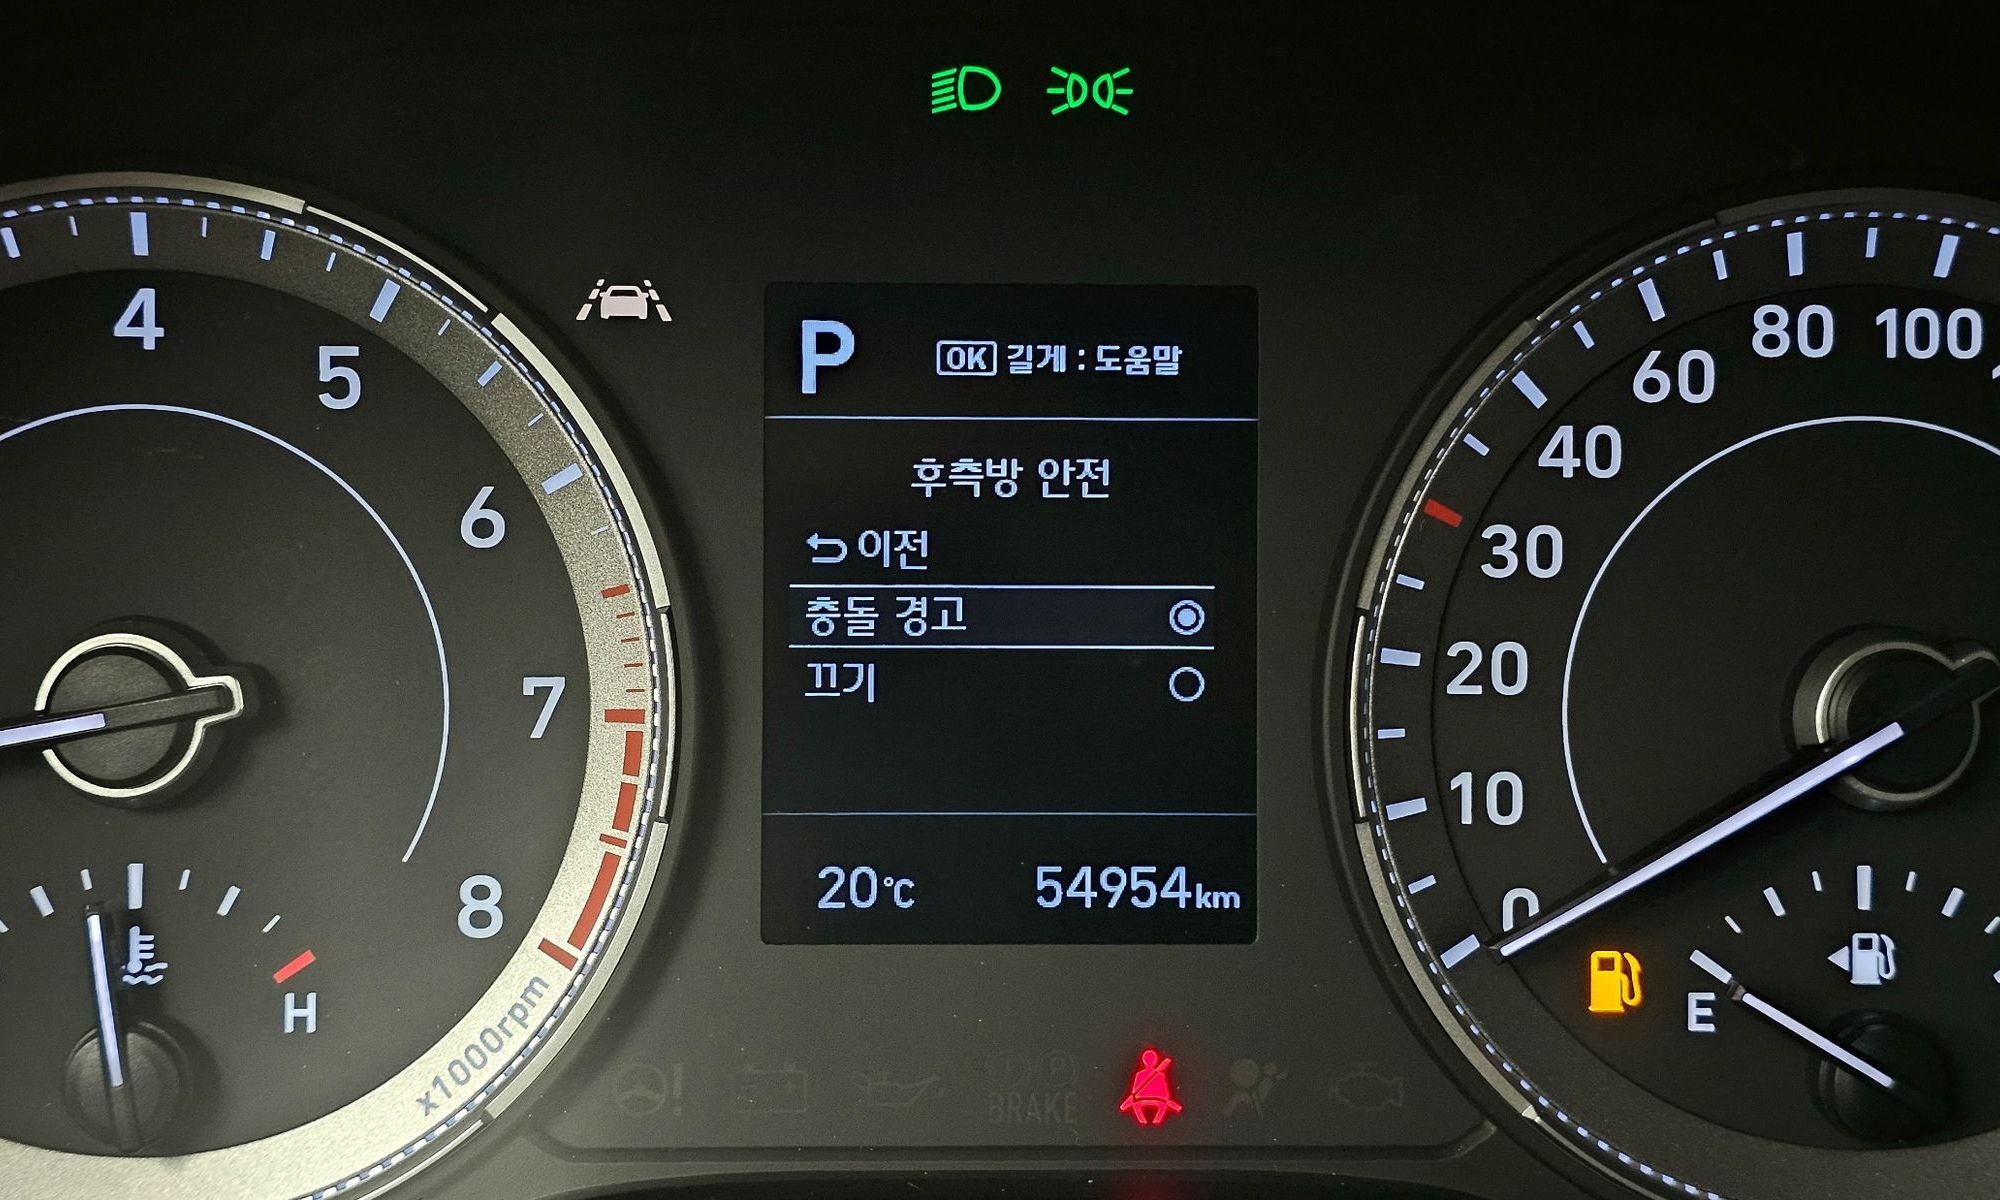 4
5
6
7
8
x1000rpm
H
P
OK 길게 : 도움말
후측방 안전
이전
충돌 경고
끄기
20°C 54954km
BRAKE
100
80
60
40
30
20
10
0
E